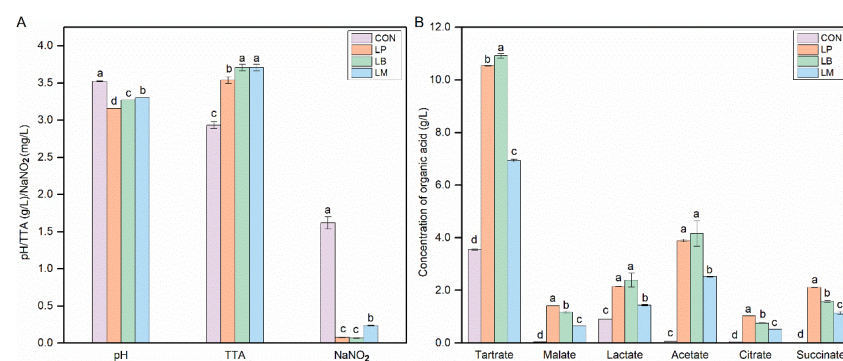 A
B
CON
LP
LB
LM
CON
LP
LB
LM
4.0
3.5
3.0
2.5
2.0
1.5
1.0
0.5
0.0
pH/TTA (g/L)/NaNO₂(mg/L)
a
d
c
b
c
b
a
a
a
c
c
b
pH
TTA
NaNO₂
12.0
10.0
8.0
6.0
4.0
2.0
0.0
Concentration of organic acid (g/L)
d
b
a
c
d
a
b
c
c
a
a
b
c
a
a
b
d
a
b
c
d
a
b
c
Tartrate
Malate
Lactate
Acetate
Citrate
Succinate